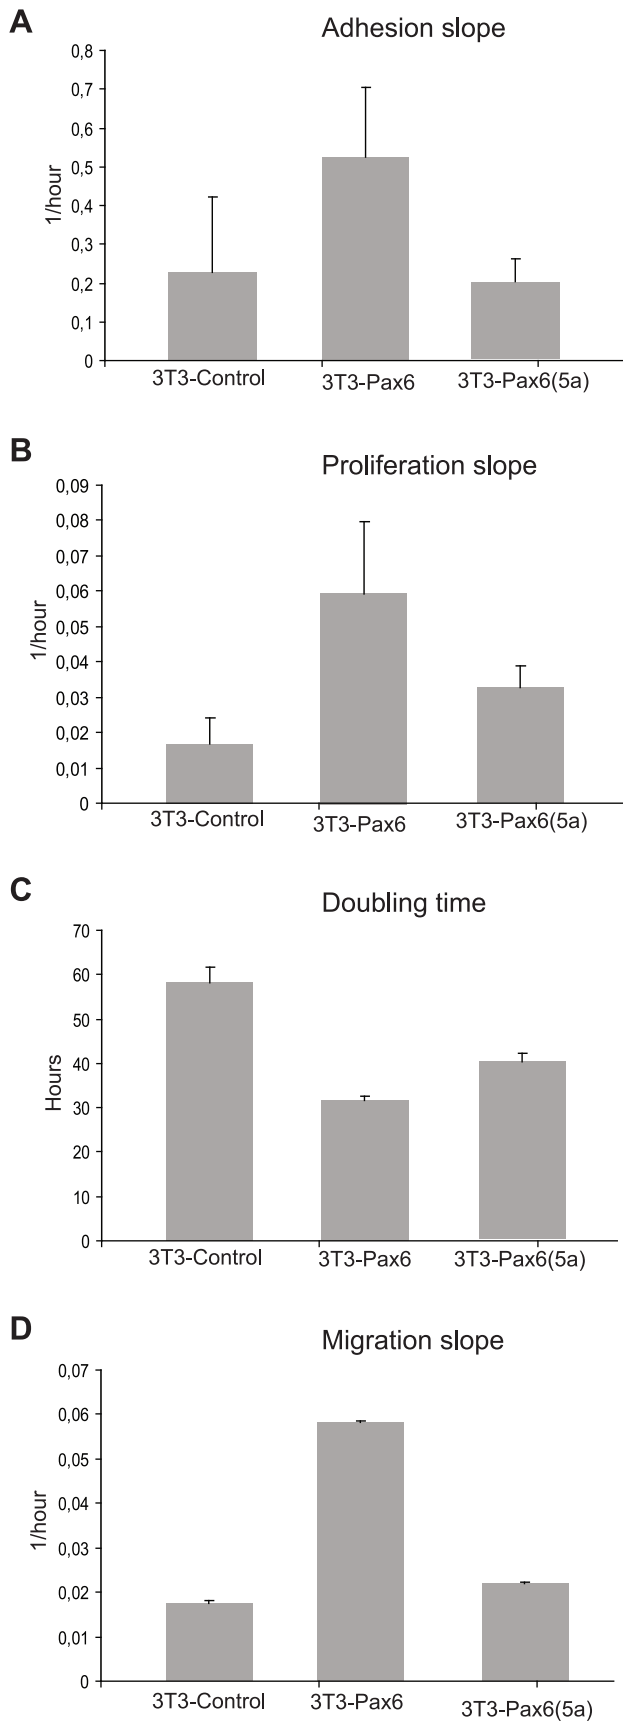 A
Adhesion slope
0,8
0,7
0,6
0,5
0,4
0,3
0,2
0,1
0
1/hour
3T3-Control
3T3-Pax6
3T3-Pax6(5a)
B
Proliferation slope
0,09
0,08
0,07
0,06
0,05
0,04
0,03
0,02
0,01
0
1/hour
3T3-Control
3T3-Pax6
3T3-Pax6(5a)
C
Doubling time
70
60
50
40
30
20
10
0
Hours
3T3-Control
3T3-Pax6
3T3-Pax6(5a)
D
Migration slope
0,07
0,06
0,05
0,04
0,03
0,02
0,01
0
1/hour
3T3-Control
3T3-Pax6
3T3-Pax6(5a)